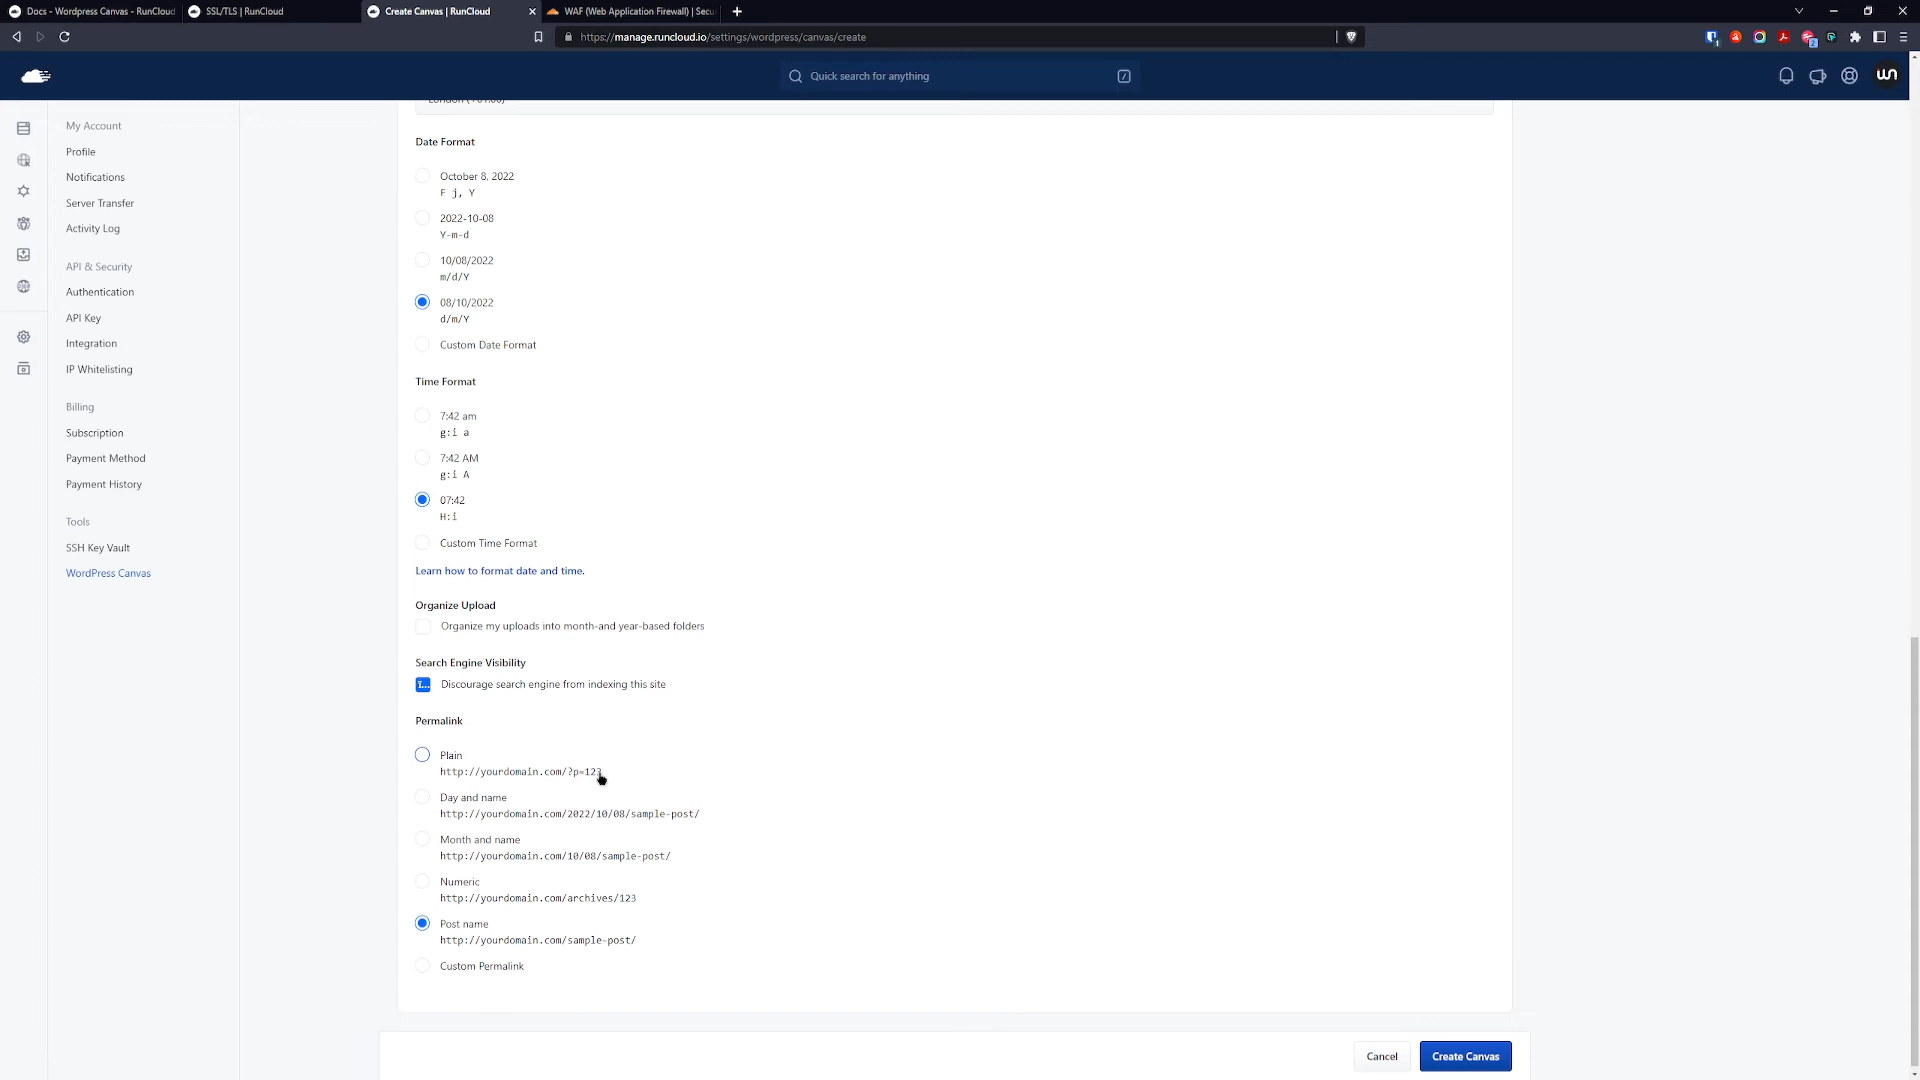 Docs - Wordpress Canvas - RunCloud
SSL/TLS | RunCloud
Create Canvas | RunCloud
WAF (Web Application Firewall) | Secu
https://manage.runcloud.io/settings/wordpress/canvas/create
Quick search for anything
/
un
My Account
Profile
Notifications
Server Transfer
Activity Log
API & Security
Authentication
API Key
Integration
IP Whitelisting
Billing
Subscription
Payment Method
Payment History
Tools
SSH Key Vault
WordPress Canvas
London (+01:00)
Date Format
October 8, 2022
F j, Y
2022-10-08
Y-m-d
10/08/2022
m/d/Y
08/10/2022
d/m/Y
Custom Date Format
Time Format
7:42 am
g:i a
7:42 AM
g:i A
07:42
H:i
Custom Time Format
Learn how to format date and time.
Organize Upload
Organize my uploads into month-and year-based folders
Search Engine Visibility
Discourage search engine from indexing this site
Permalink
Plain
http://yourdomain.com/?p=123
Day and name
http://yourdomain.com/2022/10/08/sample-post/
Month and name
http://yourdomain.com/10/08/sample-post/
Numeric
http://yourdomain.com/archives/123
Post name
http://yourdomain.com/sample-post/
Custom Permalink
Cancel
Create Canvas